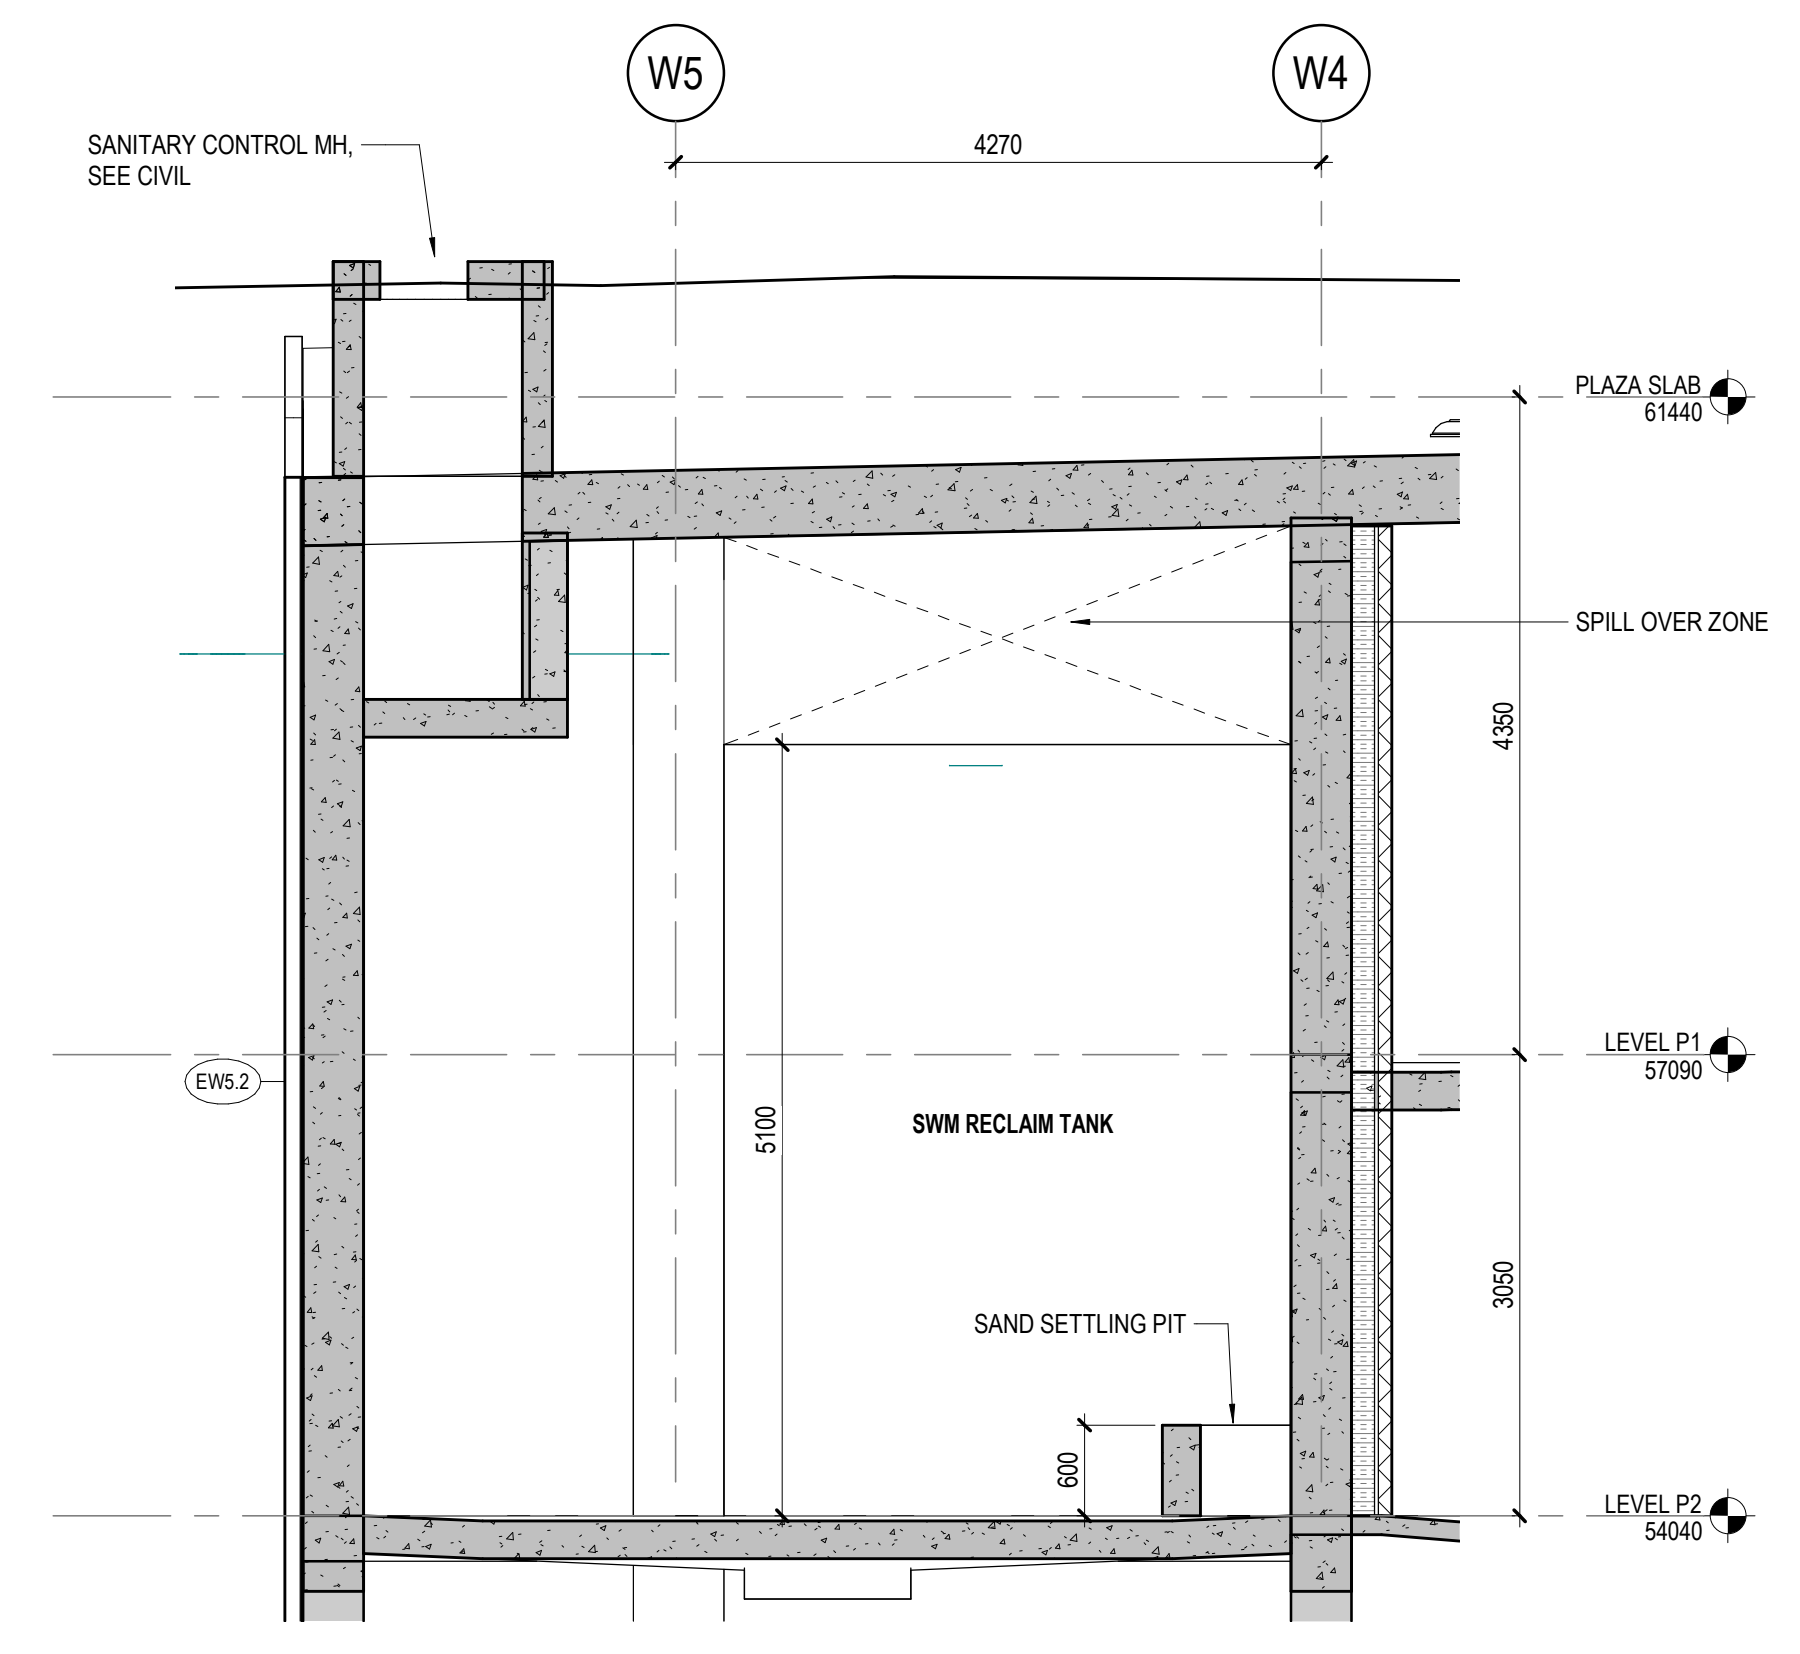 W5
W4
SANITARY CONTROL MH,
SEE CIVIL
4270
PLAZA SLAB
61440
SPILL OVER ZONE
4350
LEVEL P1
57090
EW5.2
5100
SWM RECLAIM TANK
3050
SAND SETTLING PIT
600
LEVEL P2
54040